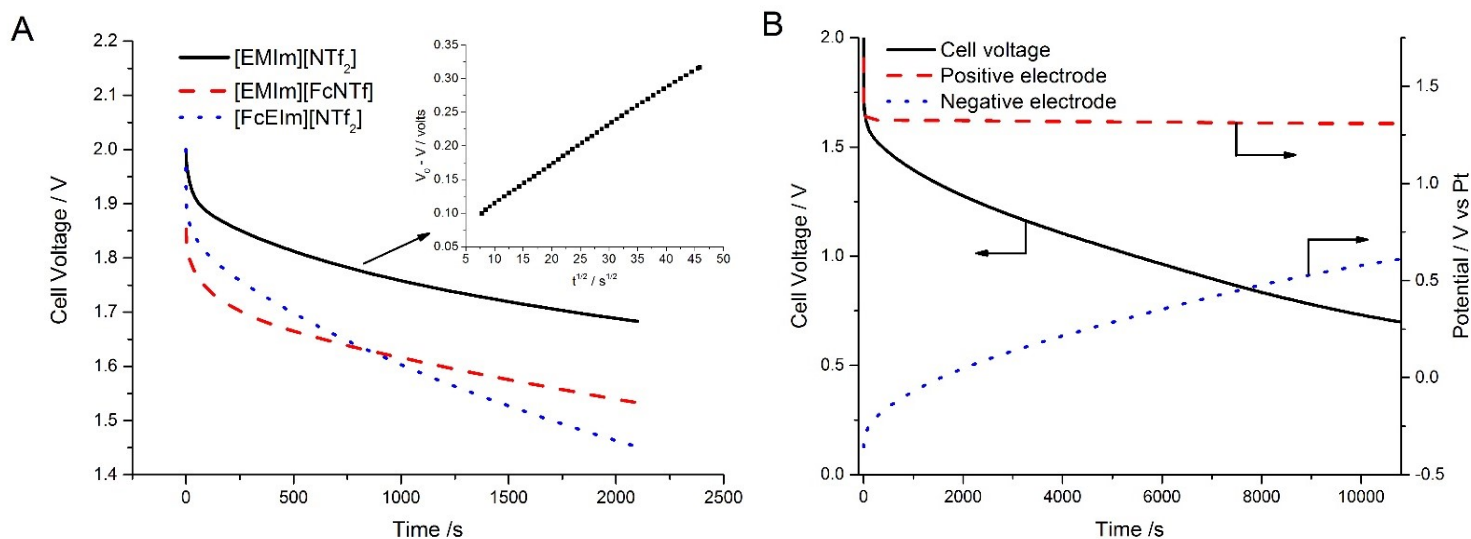 A
2.2
2.1
2.0
1.9
1.8
1.7
1.6
1.5
1.4
Cell Voltage / V
[EMIm][NTf2]
[EMIm][FcNTf]
[FcEIm][NTf2]
0.35
0.30
0.25
0.20
0.15
0.10
0.05
V0 - V / volts
5 10 15 20 25 30 35 40 45 50
t1/2 / s1/2
0 500 1000 1500 2000 2500
Time /s
B
2.0
1.5
1.0
0.5
0.0
Cell Voltage / V
Cell voltage
Positive electrode
Negative electrode
1.5
1.0
0.5
0.0
-0.5
Potential / V vs Pt
0 2000 4000 6000 8000 10000
Time /s